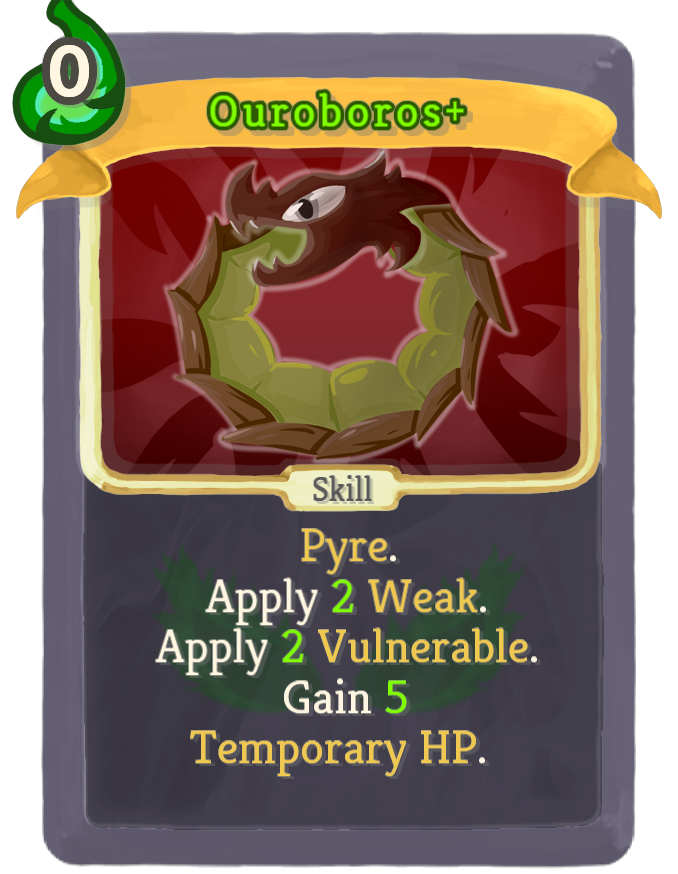 0
Ouroboros+
Skill
Pyre.
Apply 2 Weak.
Apply 2 Vulnerable.
Gain 5
Temporary HP.